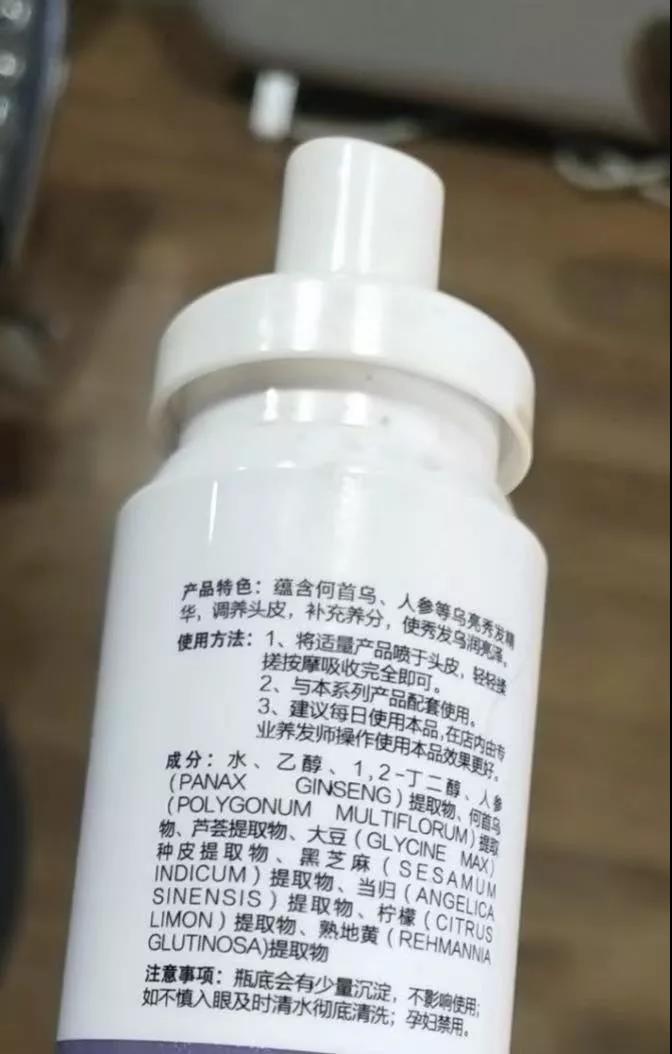 产品特色：蕴含何首乌、人参等乌亮秀发精
华，调养头皮，补充养分，使秀发乌润亮泽。
使用方法：1、将适量产品喷于头皮，轻轻揉
搓按摩吸收完全即可。
2、与本系列产品配套使用。
3、建议每日使用本品,在店内由专
业养发师操作使用本品效果更好。
成分：水、乙醇、1,2-丁二醇、人参
(PANAX GINSENG)提取物、何首乌
(POLYGONUM MULTIFLORUM)提取
物、芦荟提取物、大豆(GLYCINE MAX)
种皮提取物、黑芝麻(SESAMUM
INDICUM)提取物、当归(ANGELICA
SINENSIS)提取物、柠檬(CITRUS
LIMON)提取物、熟地黄(REHMANNIA
GLUTINOSA)提取物
注意事项：瓶底会有少量沉淀，不影响使用；
如不慎入眼及时清水彻底清洗；孕妇禁用。